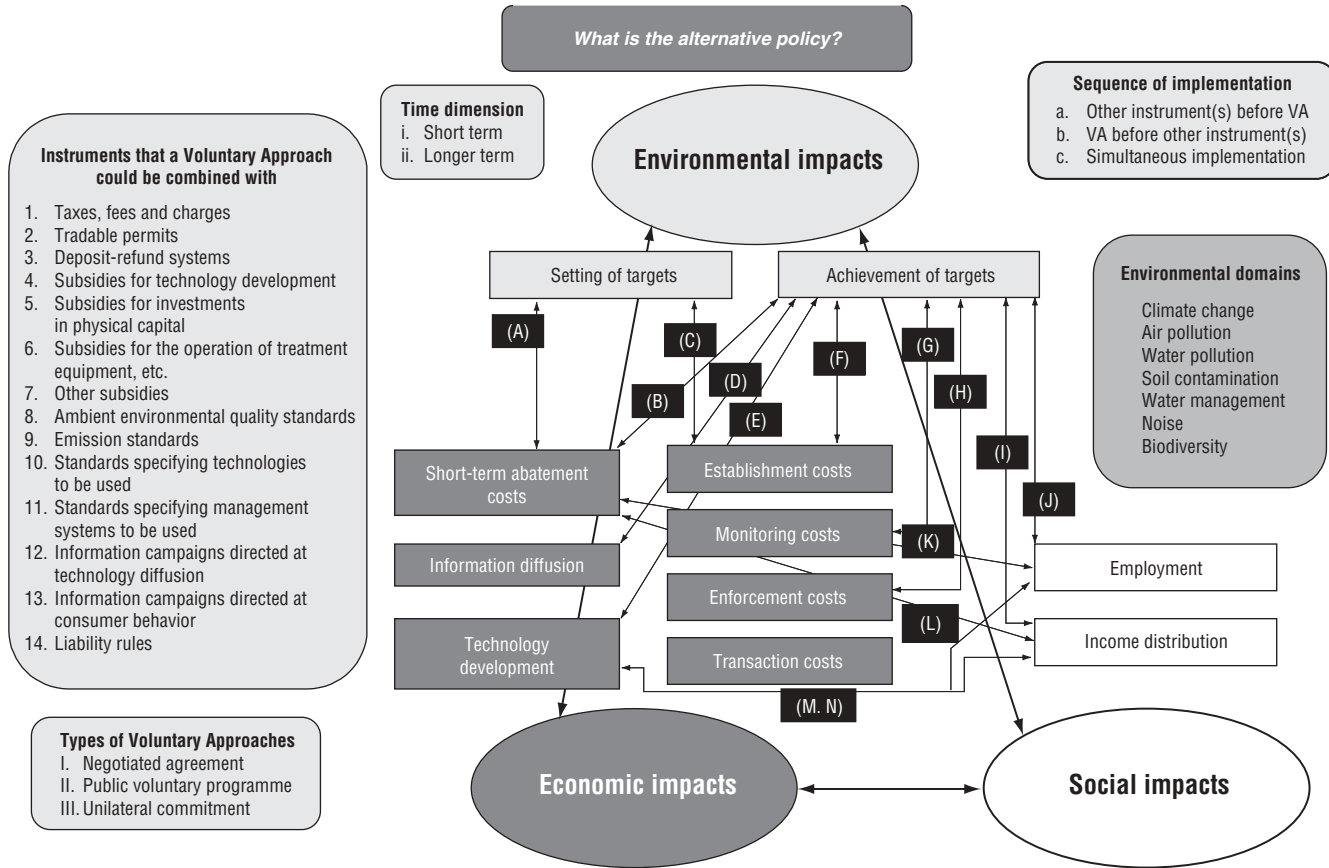 What is the alternative policy?
Time dimension
i. Short term
ii. Longer term
Sequence of implementation
a. Other instrument(s) before VA
b. VA before other instrument(s)
c. Simultaneous implementation
Instruments that a Voluntary Approach
could be combined with
1. Taxes, fees and charges
2. Tradable permits
3. Deposit-refund systems
4. Subsidies for technology development
5. Subsidies for investments
in physical capital
6. Subsidies for the operation of treatment
equipment, etc.
7. Other subsidies
8. Ambient environmental quality standards
9. Emission standards
10. Standards specifying technologies
to be used
11. Standards specifying management
systems to be used
12. Information campaigns directed at
technology diffusion
13. Information campaigns directed at
consumer behavior
14. Liability rules
Types of Voluntary Approaches
I. Negotiated agreement
II. Public voluntary programme
III. Unilateral commitment
Environmental impacts
Setting of targets
Achievement of targets
Environmental domains
Climate change
Air pollution
Water pollution
Soil contamination
Water management
Noise
Biodiversity
(A)
(B)
(C)
(D)
(E)
(F)
(G)
(H)
(I)
(J)
(K)
(L)
(M. N)
Short-term abatement
costs
Information diffusion
Technology
development
Establishment costs
Monitoring costs
Enforcement costs
Transaction costs
Employment
Income distribution
Economic impacts
Social impacts